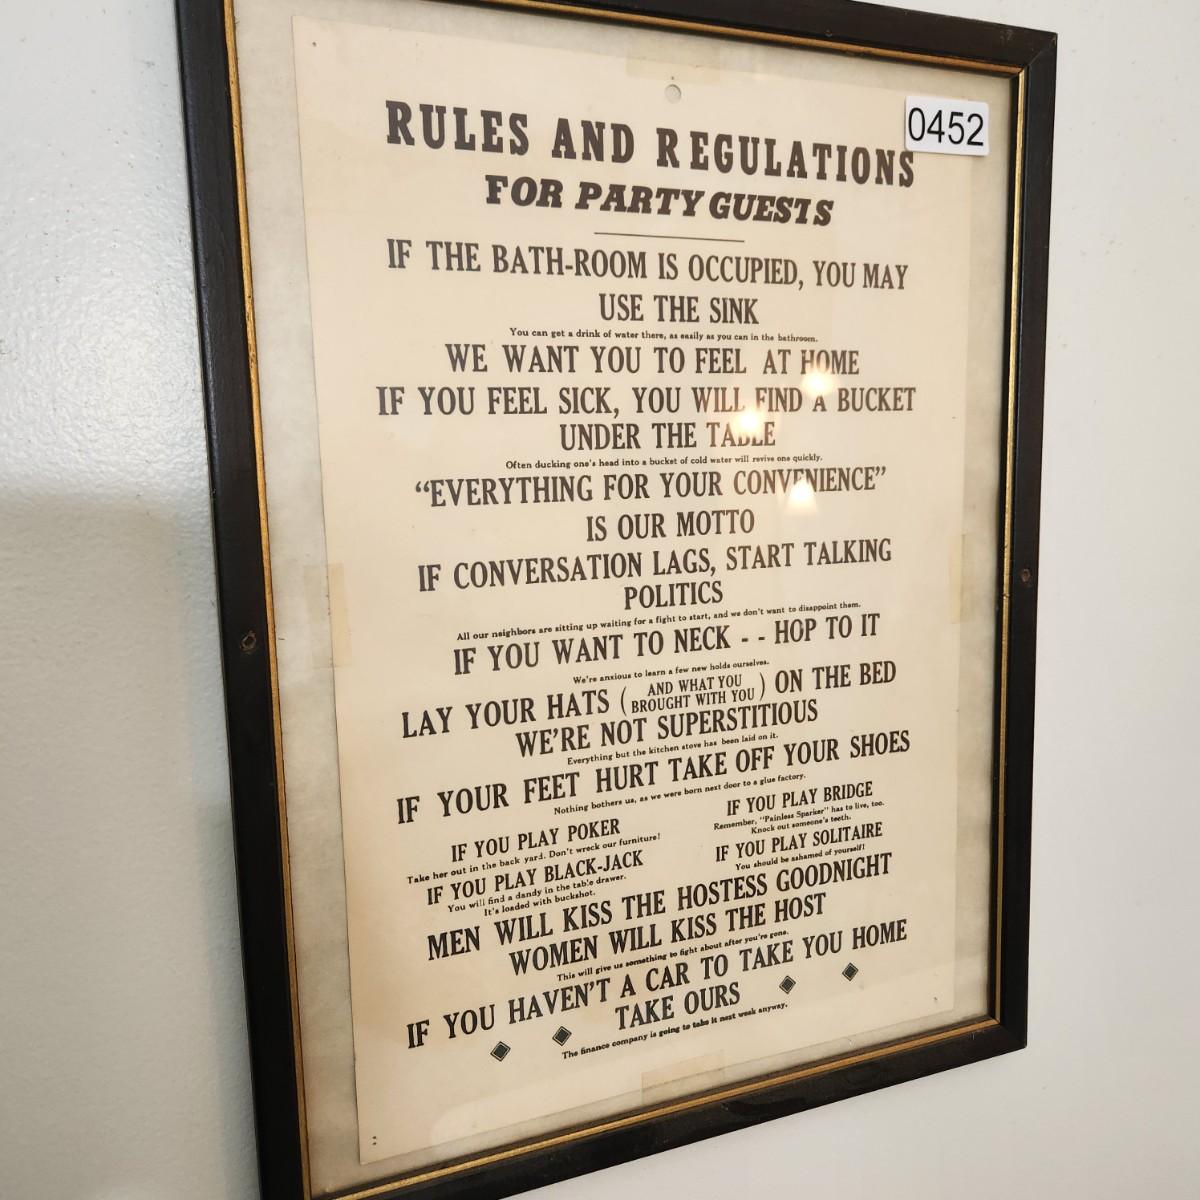 0452
RULES AND REGULATIONS
FOR PARTY GUESTS
IF THE BATH-ROOM IS OCCUPIED, YOU MAY
USE THE SINK
You can get a drink of water there, as easily as you can in the bathroom.
WE WANT YOU TO FEEL AT HOME
IF YOU FEEL SICK, YOU WILL FIND A BUCKET
UNDER THE TABLE
Often ducking one's head into a bucket of cold water will revive one quickly.
“EVERYTHING FOR YOUR CONVENIENCE”
IS OUR MOTTO
IF CONVERSATION LAGS, START TALKING
POLITICS
All our neighbors are sitting up waiting for a fight to start, and we don't want to disappoint them.
IF YOU WANT TO NECK - - HOP TO IT
We're anxious to learn a few new holds ourselves.
LAY YOUR HATS (AND WHAT YOU BROUGHT WITH YOU) ON THE BED
WE'RE NOT SUPERSTITIOUS
Everything but the kitchen stove has been laid on it.
IF YOUR FEET HURT TAKE OFF YOUR SHOES
Nothing bothers us, as we were born next door to a glue factory.
IF YOU PLAY POKER
Take her out in the back yard. Don't wreck our furniture!
IF YOU PLAY BLACK-JACK
You will find a dandy in the table drawer.
It's loaded with buckshot.
IF YOU PLAY BRIDGE
Remember, "Painless Sparker" has to live, too.
Knock out someone's teeth.
IF YOU PLAY SOLITAIRE
You should be ashamed of yourself!
MEN WILL KISS THE HOSTESS GOODNIGHT
WOMEN WILL KISS THE HOST
This will give us something to fight about after you're gone.
IF YOU HAVEN'T A CAR TO TAKE YOU HOME
TAKE OURS
The finance company is going to take it next week anyway.